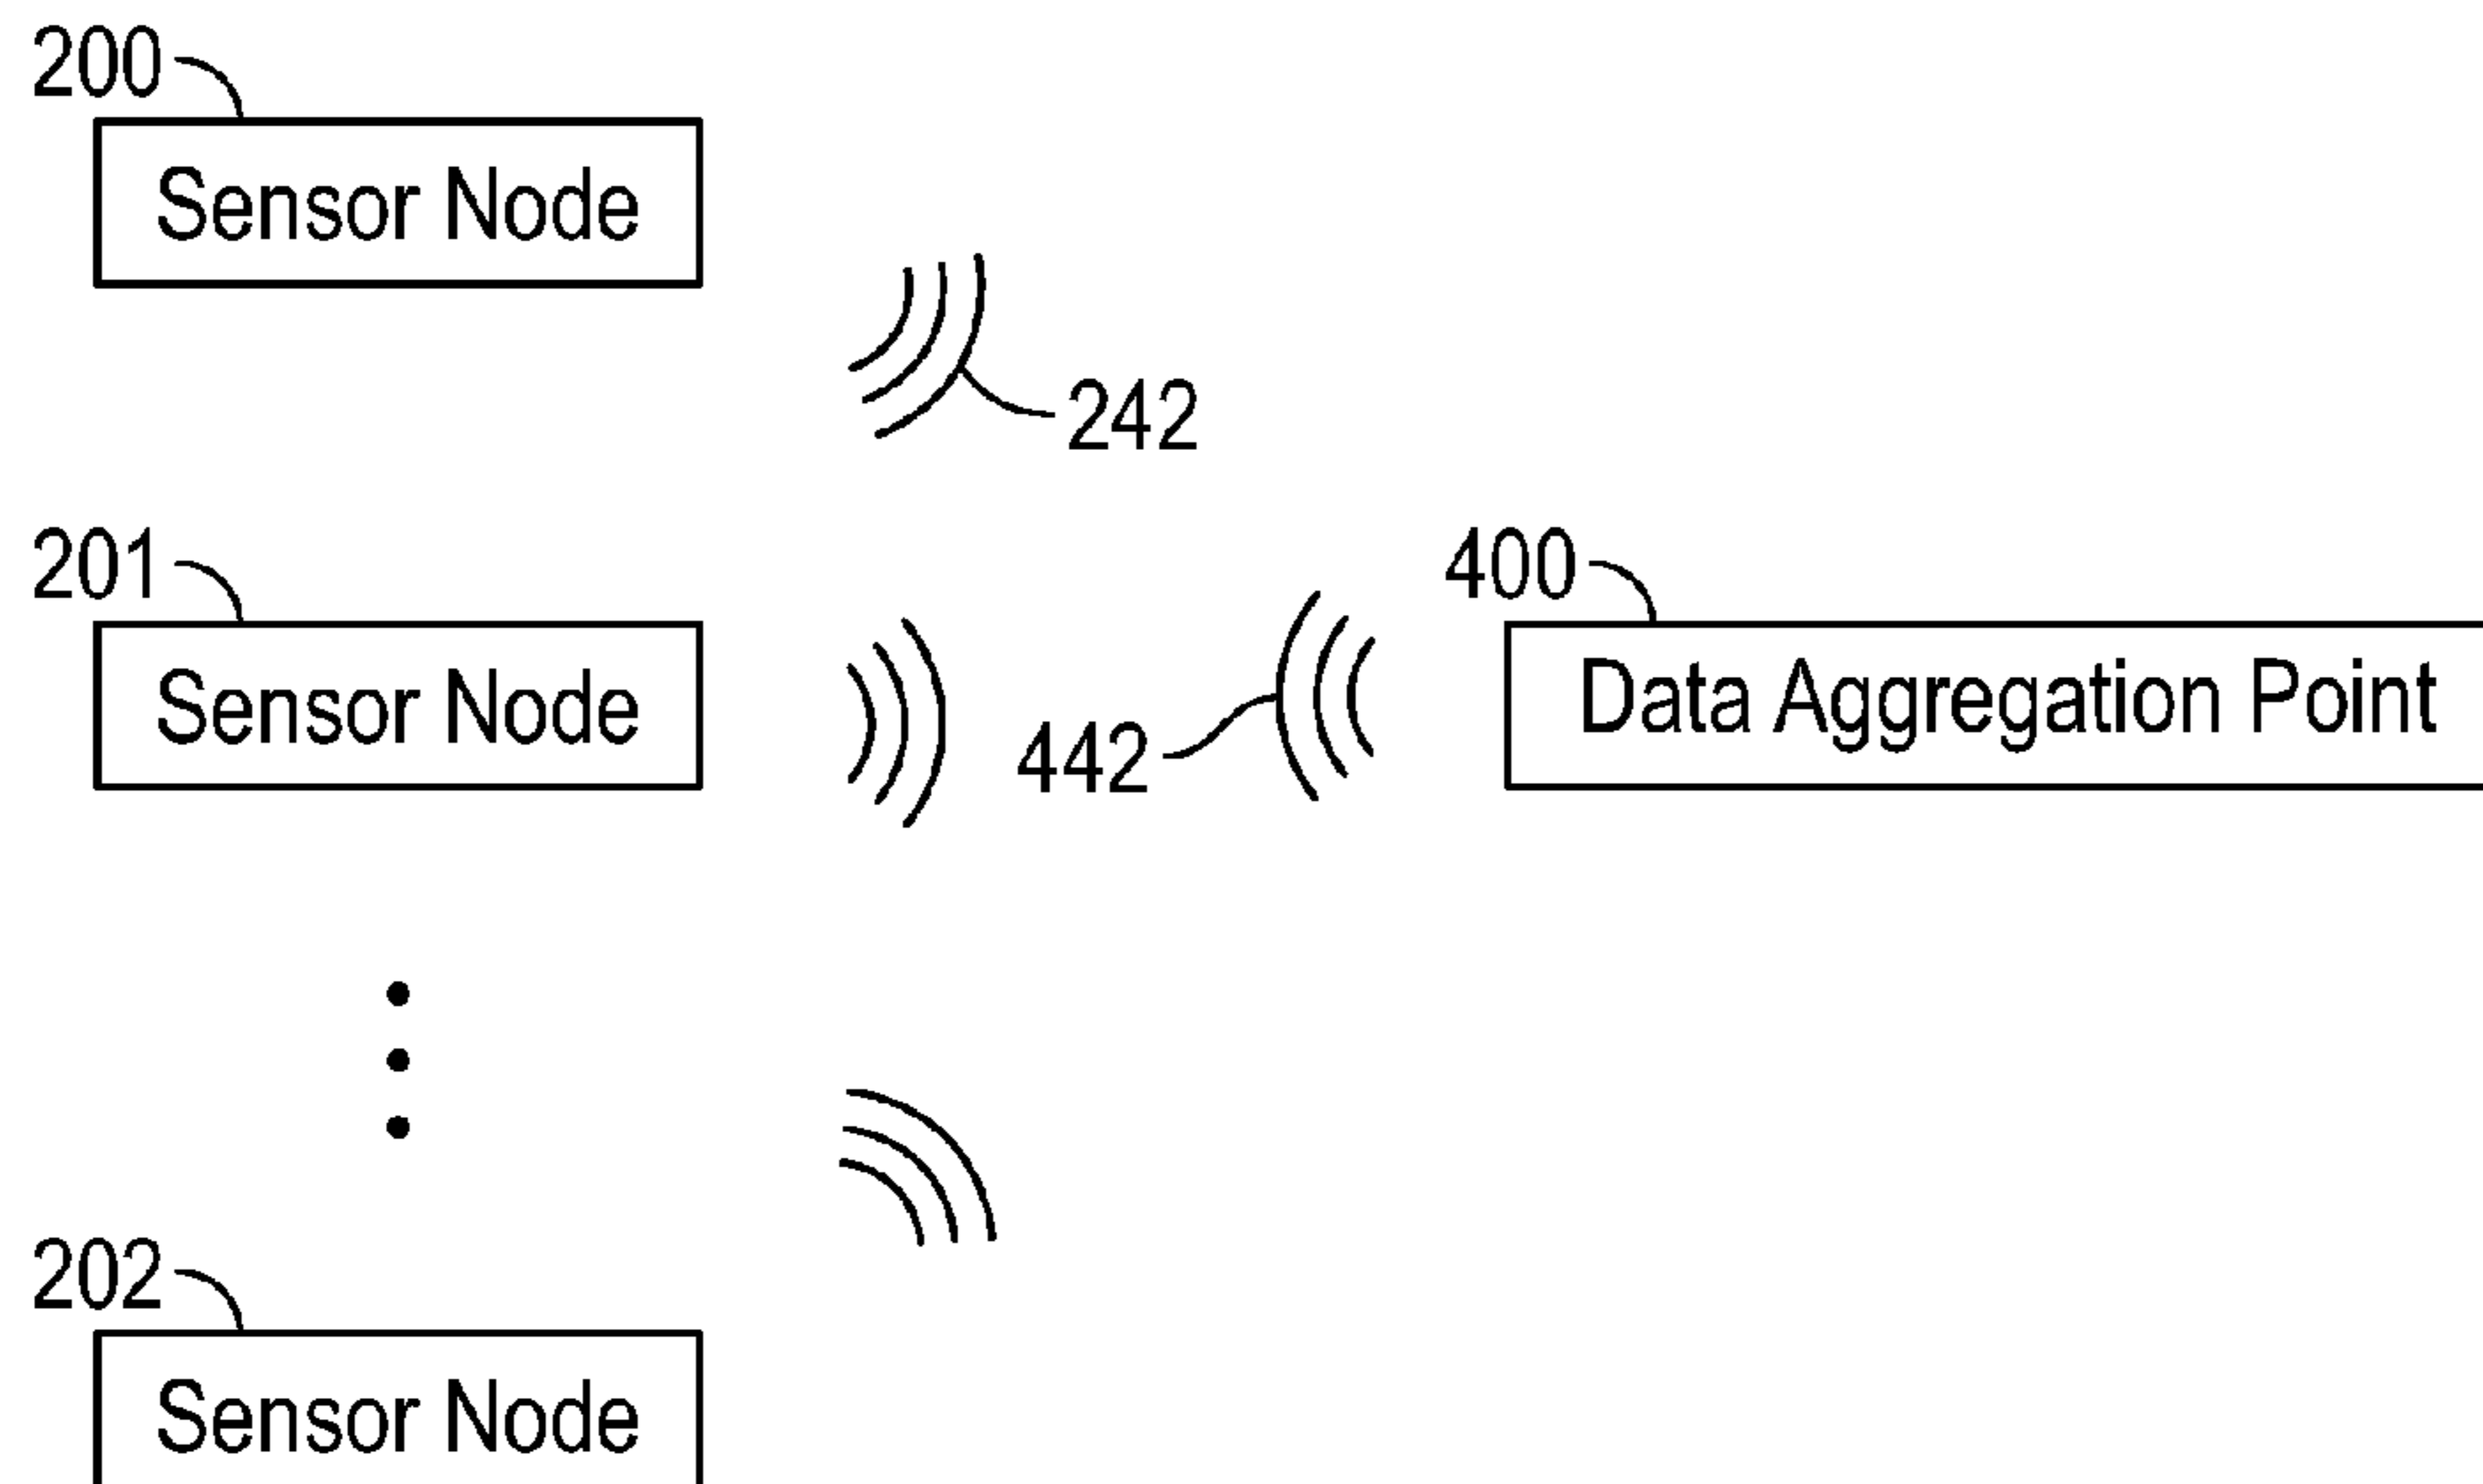 200
Sensor Node
242
201
Sensor Node
442
400
Data Aggregation Point
202
Sensor Node